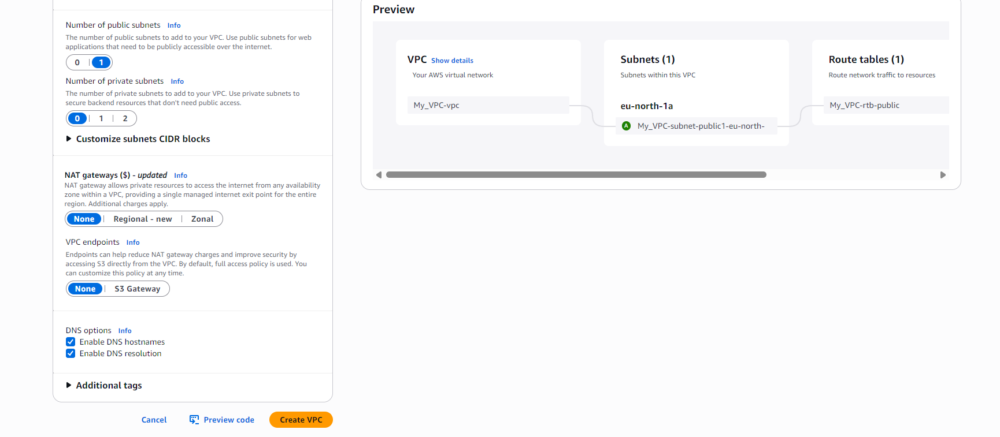 Number of public subnets Info
The number of public subnets to add to your VPC. Use public subnets for web
applications that need to be publicly accessible over the internet.
0 1
Number of private subnets Info
The number of private subnets to add to your VPC. Use private subnets to
secure backend resources that don't need public access.
0 1 2
Customize subnets CIDR blocks
NAT gateways ($) - updated Info
NAT gateway allows private resources to access the internet from any availability
zone within a VPC, providing a single managed internet exit point for the entire
region. Additional charges apply.
None Regional - new Zonal
VPC endpoints Info
Endpoints can help reduce NAT gateway charges and improve security by
accessing S3 directly from the VPC. By default, full access policy is used. You
can customize this policy at any time.
None S3 Gateway
DNS options Info
Enable DNS hostnames
Enable DNS resolution
Additional tags
Cancel Preview code Create VPC
Preview
VPC Show details
Your AWS virtual network
My_VPC-vpc
Subnets (1)
Subnets within this VPC
eu-north-1a
A My_VPC-subnet-public1-eu-north-
Route tables (1)
Route network traffic to resources
My_VPC-rtb-public